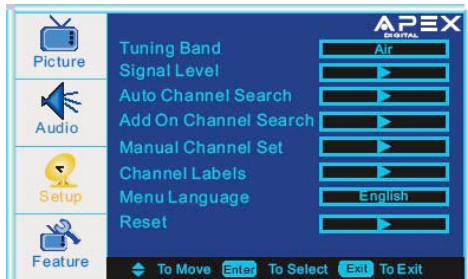 APEX
DIGITAL
Picture
Audio
Setup
Feature
Tuning Band Air
Signal Level
Auto Channel Search
Add On Channel Search
Manual Channel Set
Channel Labels
Menu Language English
Reset
To Move Enter To Select Exit To Exit